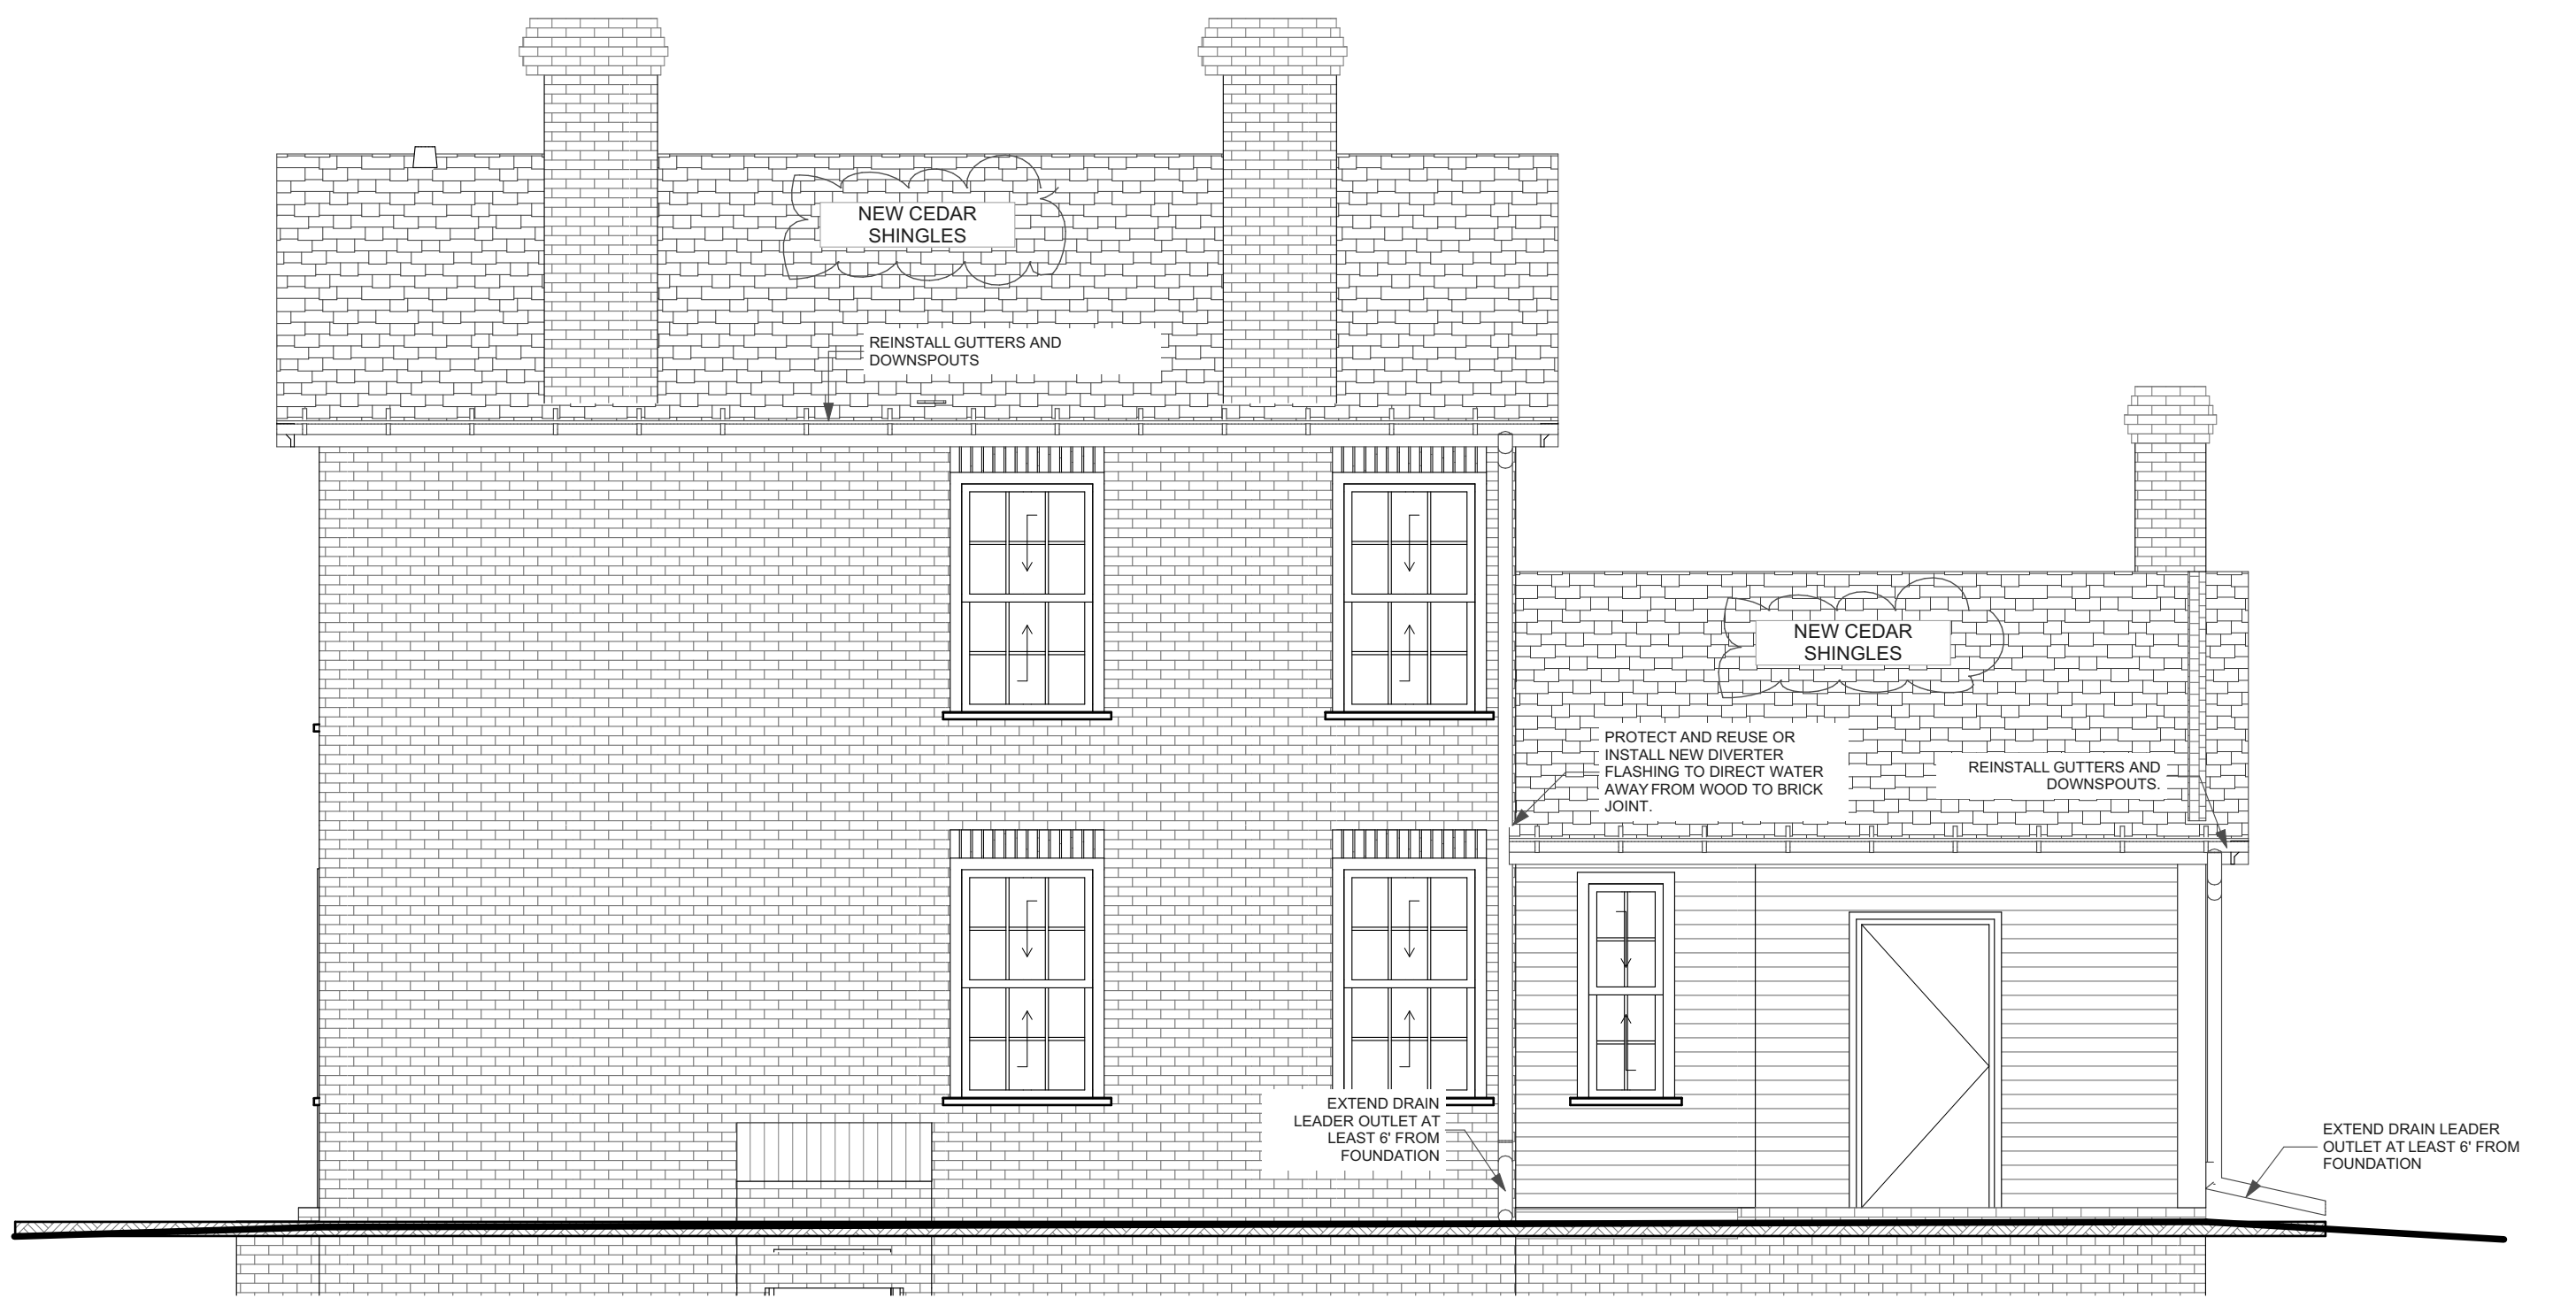 NEW CEDAR
SHINGLES
REINSTALL GUTTERS AND
DOWNSPOUTS
NEW CEDAR
SHINGLES
PROTECT AND REUSE OR
INSTALL NEW DIVERTER
FLASHING TO DIRECT WATER
AWAY FROM WOOD TO BRICK
JOINT.
REINSTALL GUTTERS AND
DOWNSPOUTS.
EXTEND DRAIN
LEADER OUTLET AT
LEAST 6' FROM
FOUNDATION
EXTEND DRAIN LEADER
OUTLET AT LEAST 6' FROM
FOUNDATION